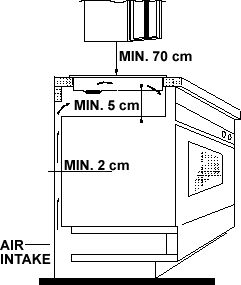 MIN. 70 cm
MIN. 5 cm
MIN. 2 cm
AIR
INTAKE